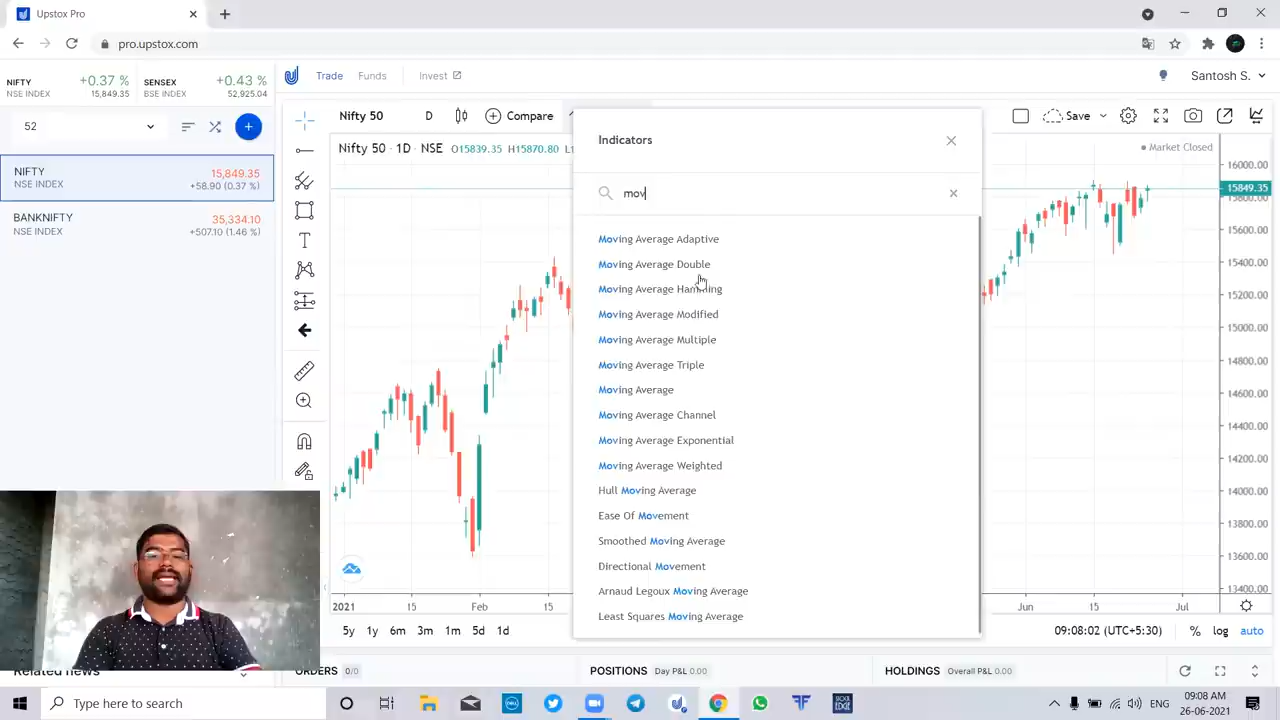 Upstox Pro
pro.upstox.com
NIFTY +0.37 % SENSEX +0.43 %
NSE INDEX 15,849.35 BSE INDEX 52,925.04
Trade Funds Invest
Santosh S.
52
Nifty 50 D Compare
Save
NIFTY 15,849.35
NSE INDEX +58.90 (0.37 %)
BANKNIFTY 35,334.10
NSE INDEX +507.10 (1.46 %)
Nifty 50 · 1D · NSE O15839.35 H15870.80
Market Closed
Indicators
mov
Moving Average Adaptive
Moving Average Double
Moving Average Hamming
Moving Average Modified
Moving Average Multiple
Moving Average Triple
Moving Average
Moving Average Channel
Moving Average Exponential
Moving Average Weighted
Hull Moving Average
Ease Of Movement
Smoothed Moving Average
Directional Movement
Arnaud Legoux Moving Average
Least Squares Moving Average
16000.00
15849.35
15800.00
15600.00
15400.00
15200.00
15000.00
14800.00
14600.00
14400.00
14200.00
14000.00
13800.00
13600.00
13400.00
2021 15 Feb 15 Jun 15 Jul
5y 1y 6m 3m 1m 5d 1d
09:08:02 (UTC+5:30) % log auto
Related news
ORDERS 0/0 POSITIONS Day P&L 0.00 HOLDINGS Overall P&L 0.00
Type here to search
DELL
ENG
09:08 AM
26-06-2021